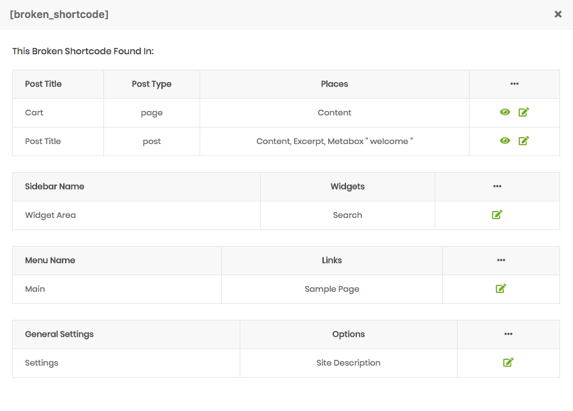 [broken_shortcode]
This Broken Shortcode Found In:
Post Title Post Type Places ...
Cart page Content
Post Title post Content, Excerpt, Metabox " welcome "
Sidebar Name Widgets ...
Widget Area Search
Menu Name Links ...
Main Sample Page
General Settings Options ...
Settings Site Description